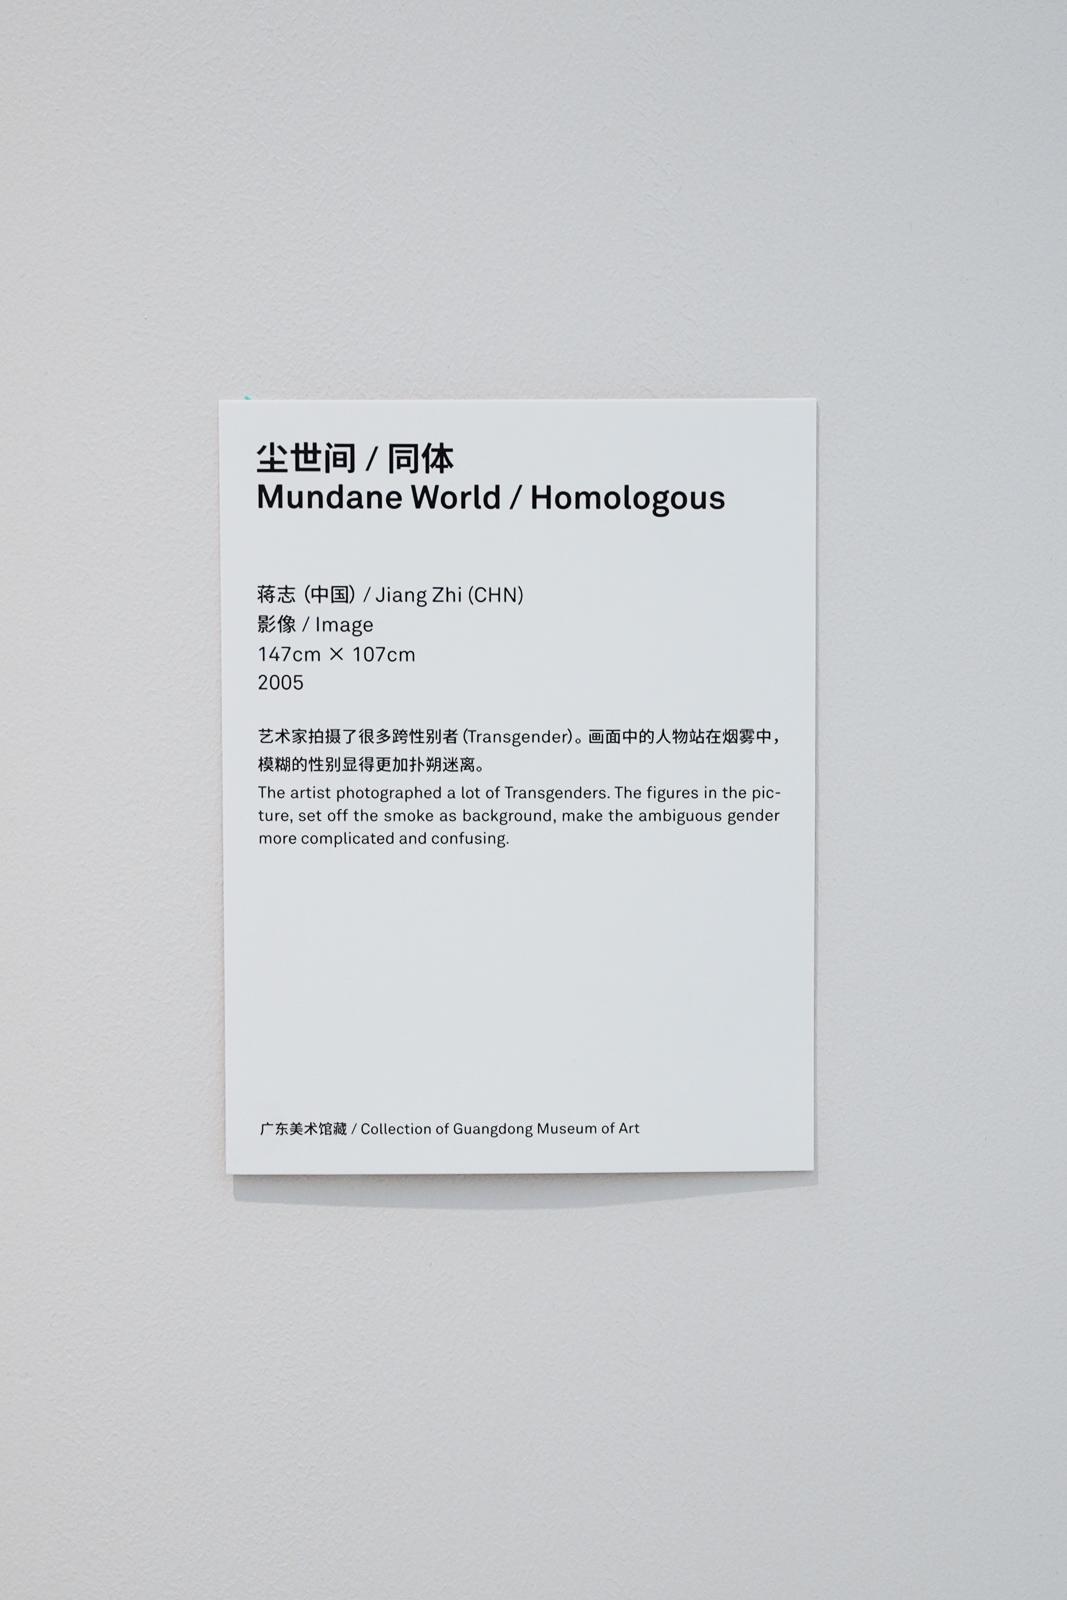 尘世间 / 同体
Mundane World / Homologous
蒋志（中国）/ Jiang Zhi (CHN)
影像 / Image
147cm × 107cm
2005
艺术家拍摄了很多跨性别者（Transgender）。画面中的人物站在烟雾中，
模糊的性别显得更加扑朔迷离。
The artist photographed a lot of Transgenders. The figures in the pic-
ture, set off the smoke as background, make the ambiguous gender
more complicated and confusing.
广东美术馆藏 / Collection of Guangdong Museum of Art